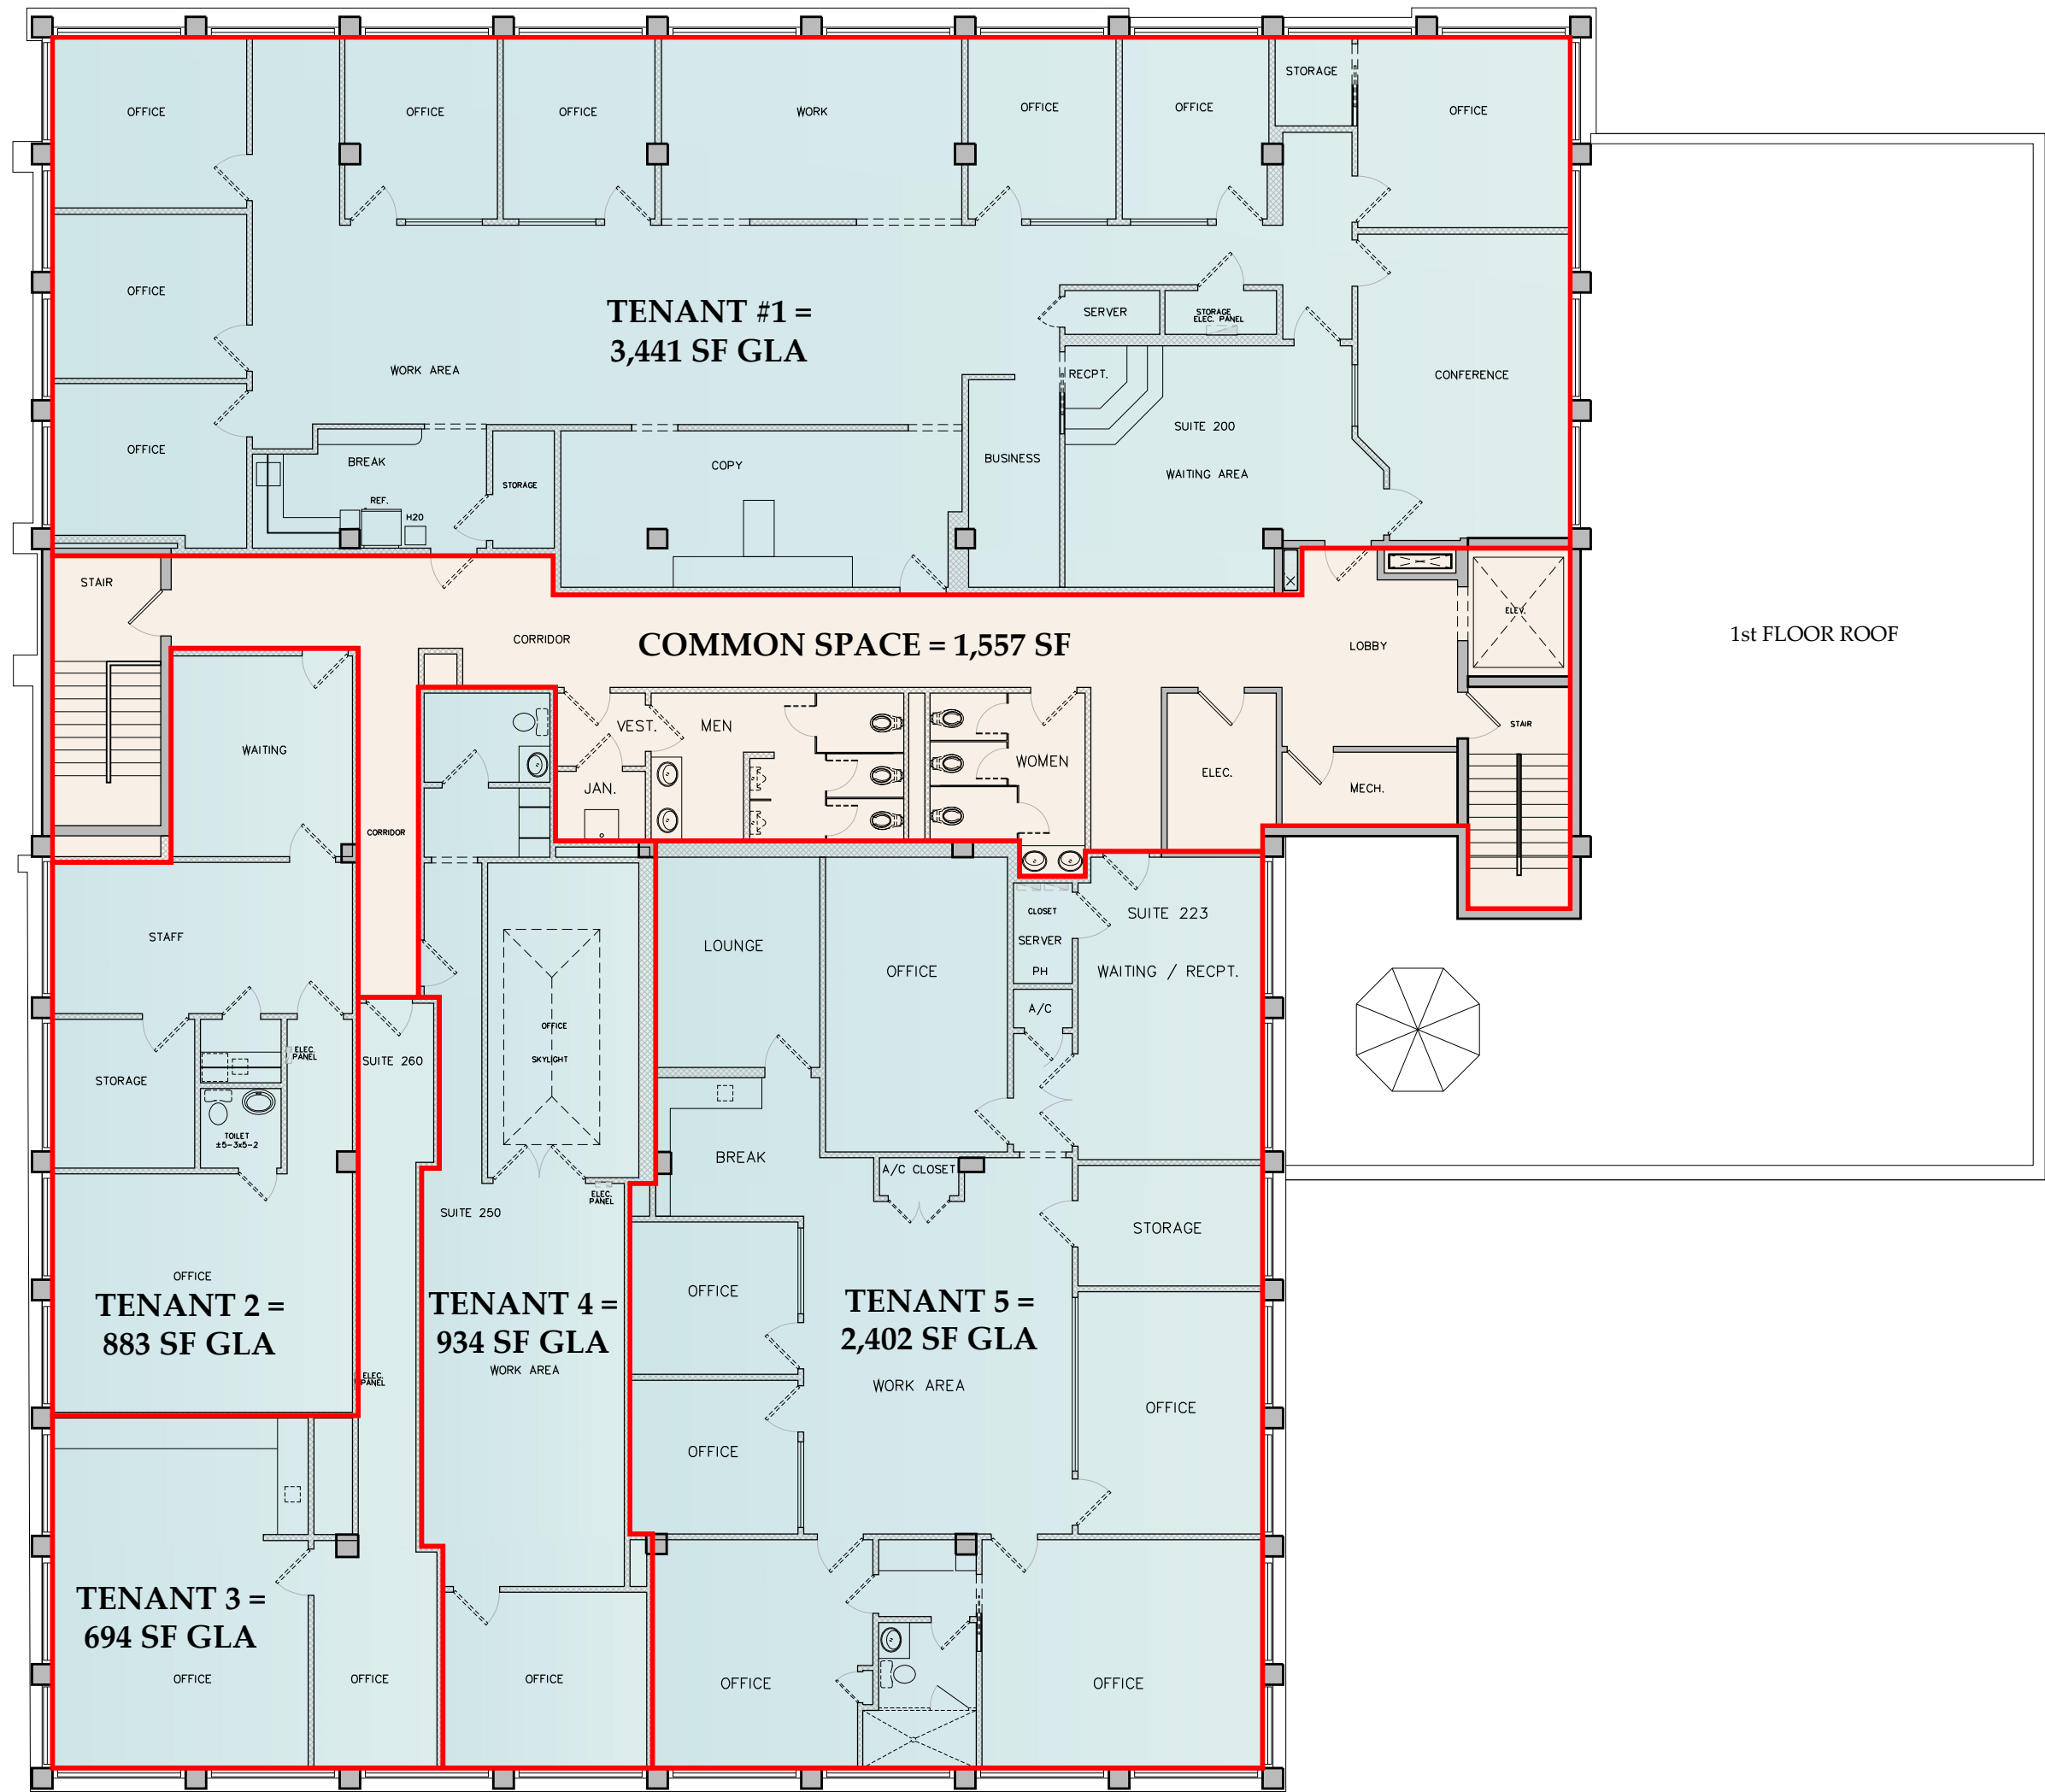 STORAGE
OFFICE
OFFICE
OFFICE
WORK
OFFICE
OFFICE
OFFICE
OFFICE
TENANT #1 =
3,441 SF GLA
SERVER
STORAGE
ELEC. PANEL
WORK AREA
RECPT.
CONFERENCE
SUITE 200
OFFICE
BREAK
COPY
BUSINESS
WAITING AREA
STORAGE
REF.
H20
STAIR
ELEV.
CORRIDOR
COMMON SPACE = 1,557 SF
LOBBY
1st FLOOR ROOF
WAITING
VEST.
MEN
STAIR
WOMEN
ELEC.
JAN.
MECH.
CORRIDOR
CLOSET
SUITE 223
STAFF
LOUNGE
SERVER
OFFICE
PH
WAITING / RECPT.
A/C
OFFICE
ELEC.
PANEL
SUITE 260
SKYLIGHT
STORAGE
TOILET
±5-3x5-2
BREAK
A/C CLOSET
ELEC.
PANEL
SUITE 250
STORAGE
OFFICE
OFFICE
TENANT 2 =
883 SF GLA
TENANT 4 =
934 SF GLA
TENANT 5 =
2,402 SF GLA
WORK AREA
ELEC.
PANEL
WORK AREA
OFFICE
OFFICE
TENANT 3 =
694 SF GLA
OFFICE
OFFICE
OFFICE
OFFICE
OFFICE